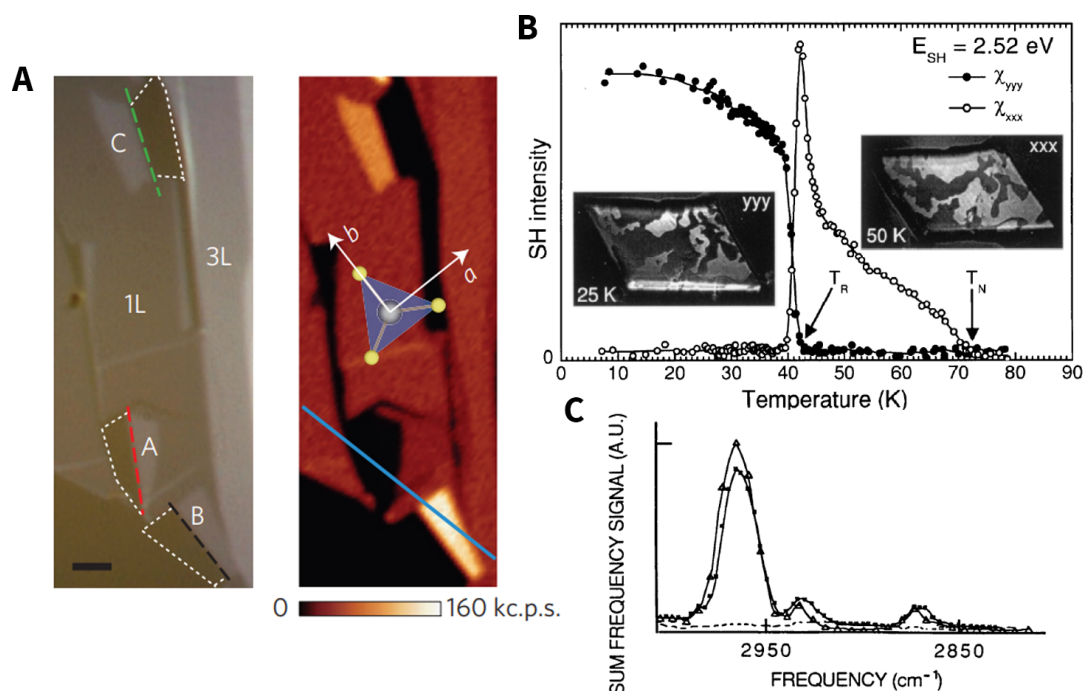 A
C
3L
1L
A
B
b
a
0 160 kc.p.s.
B
E_SH = 2.52 eV
χ_yyy
χ_xxx
SH intensity
xxx
50 K
yyy
25 K
T_R
T_N
0
0 10 20 30 40 50 60 70 80 90
Temperature (K)
C
SUM FREQUENCY SIGNAL (A.U.)
2950 2850
FREQUENCY (cm⁻¹)